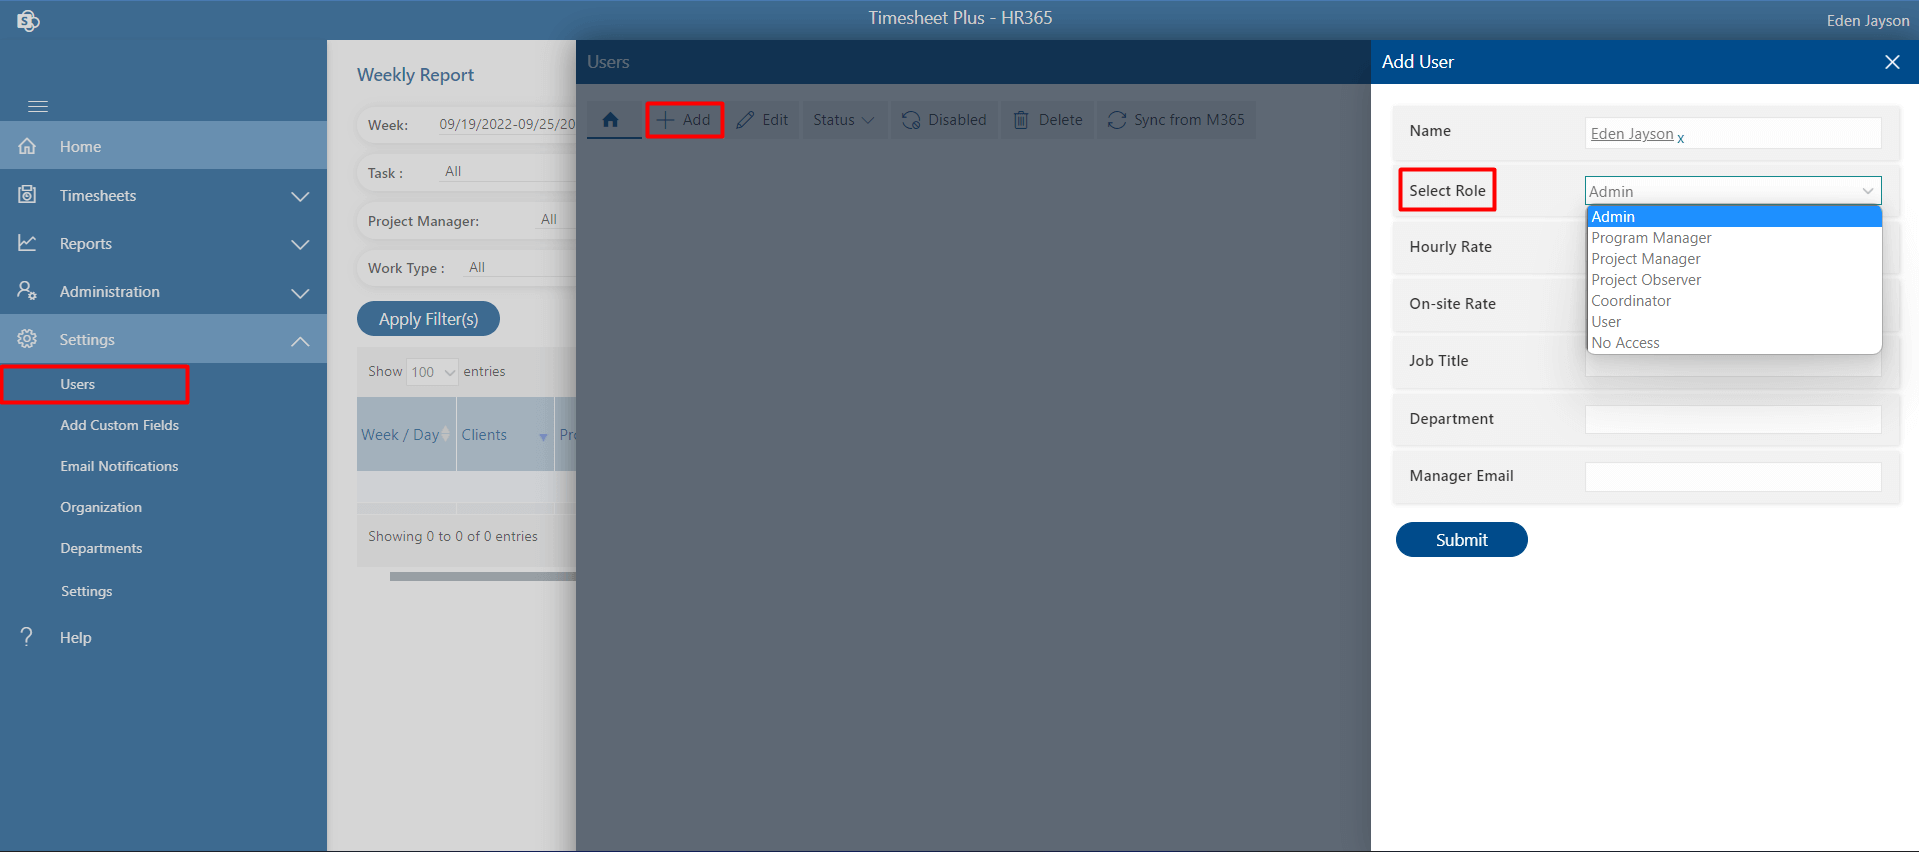 Timesheet Plus - HR365
Eden Jayson
Home
Timesheets
Reports
Administration
Settings
Users
Add Custom Fields
Email Notifications
Organization
Departments
Settings
? Help
Weekly Report
Week: 09/19/2022-09/25/20
Task : All
Project Manager: All
Work Type : All
Apply Filter(s)
Show 100 entries
Week / Day Clients Pro
Showing 0 to 0 of 0 entries
Users
Add Edit Status Disabled Delete Sync from M365
Add User
Name Eden Jayson x
Select Role Admin
Admin
Program Manager
Project Manager
Project Observer
Coordinator
User
No Access
Hourly Rate
On-site Rate
Job Title
Department
Manager Email
Submit